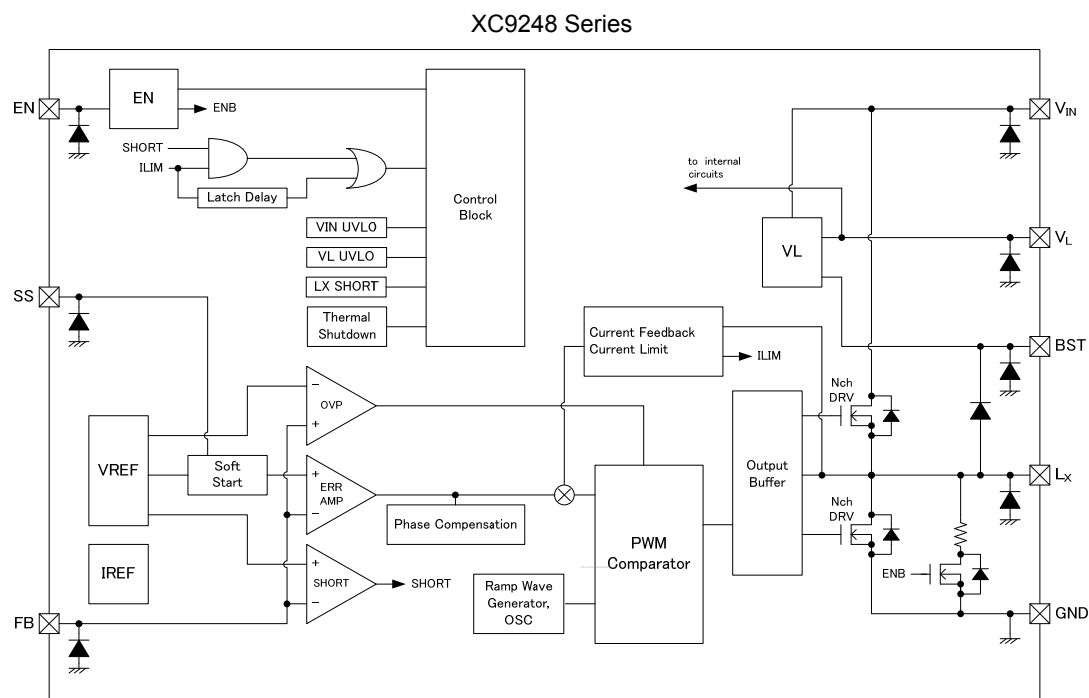 XC9248 Series
EN
EN
ENB
SHORT
ILIM
Latch Delay
Control
Block
VIN UVLO
VL UVLO
LX SHORT
Thermal
Shutdown
to internal
circuits
VIN
VL
VL
SS
BST
Current Feedback
Current Limit
ILIM
Nch
DRV
OVP
VREF
Soft
Start
ERR
AMP
Phase Compensation
Output
Buffer
LX
Nch
DRV
PWM
Comparator
IREF
SHORT
SHORT
Ramp Wave
Generator,
OSC
ENB
FB
GND